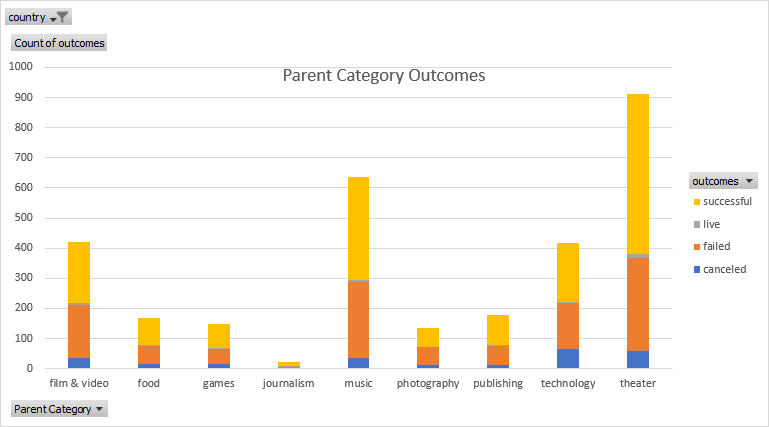 country
Count of outcomes
Parent Category Outcomes
1000
900
800
700
600
500
400
300
200
100
0
film & video food games journalism music photography publishing technology theater
outcomes
successful
live
failed
canceled
Parent Category